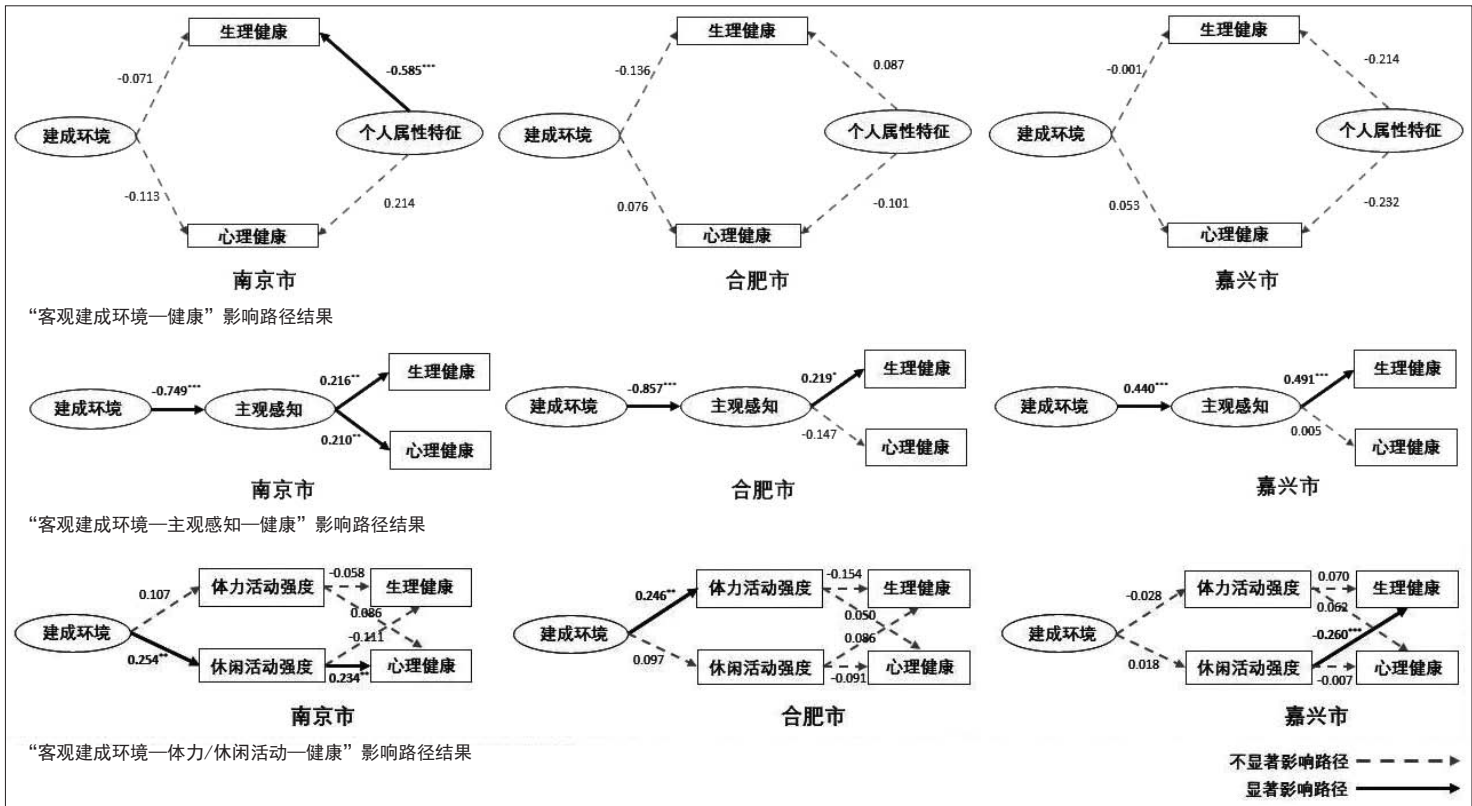 生理健康
-0.071
-0.585***
建成环境
个人属性特征
-0.113
0.214
心理健康
南京市
生理健康
-0.136
0.087
建成环境
个人属性特征
0.076
-0.101
心理健康
合肥市
生理健康
-0.001
-0.214
建成环境
个人属性特征
0.053
-0.232
心理健康
嘉兴市
“客观建成环境—健康”影响路径结果
建成环境
-0.749***
主观感知
0.216**
生理健康
0.210**
心理健康
南京市
建成环境
-0.857***
主观感知
0.219*
生理健康
-0.147
心理健康
合肥市
建成环境
0.440***
主观感知
0.491***
生理健康
0.005
心理健康
嘉兴市
“客观建成环境—主观感知—健康”影响路径结果
建成环境
0.107
体力活动强度
-0.058
生理健康
0.086
-0.111
0.254**
休闲活动强度
0.234**
心理健康
南京市
建成环境
0.246**
体力活动强度
-0.154
生理健康
0.050
0.086
0.097
休闲活动强度
-0.091
心理健康
合肥市
建成环境
-0.028
体力活动强度
0.070
生理健康
0.062
-0.260***
0.018
休闲活动强度
-0.007
心理健康
嘉兴市
“客观建成环境—体力/休闲活动—健康”影响路径结果
不显著影响路径
显著影响路径